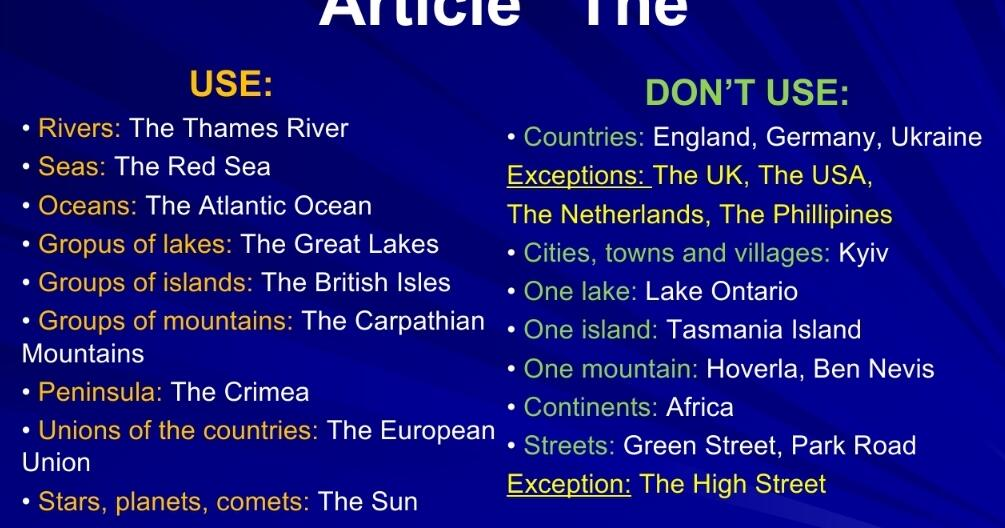 Article The
USE:
• Rivers: The Thames River
• Seas: The Red Sea
• Oceans: The Atlantic Ocean
• Gropus of lakes: The Great Lakes
• Groups of islands: The British Isles
• Groups of mountains: The Carpathian
Mountains
• Peninsula: The Crimea
• Unions of the countries: The European
Union
• Stars, planets, comets: The Sun
DON’T USE:
• Countries: England, Germany, Ukraine
Exceptions: The UK, The USA,
The Netherlands, The Phillipines
• Cities, towns and villages: Kyiv
• One lake: Lake Ontario
• One island: Tasmania Island
• One mountain: Hoverla, Ben Nevis
• Continents: Africa
• Streets: Green Street, Park Road
Exception: The High Street